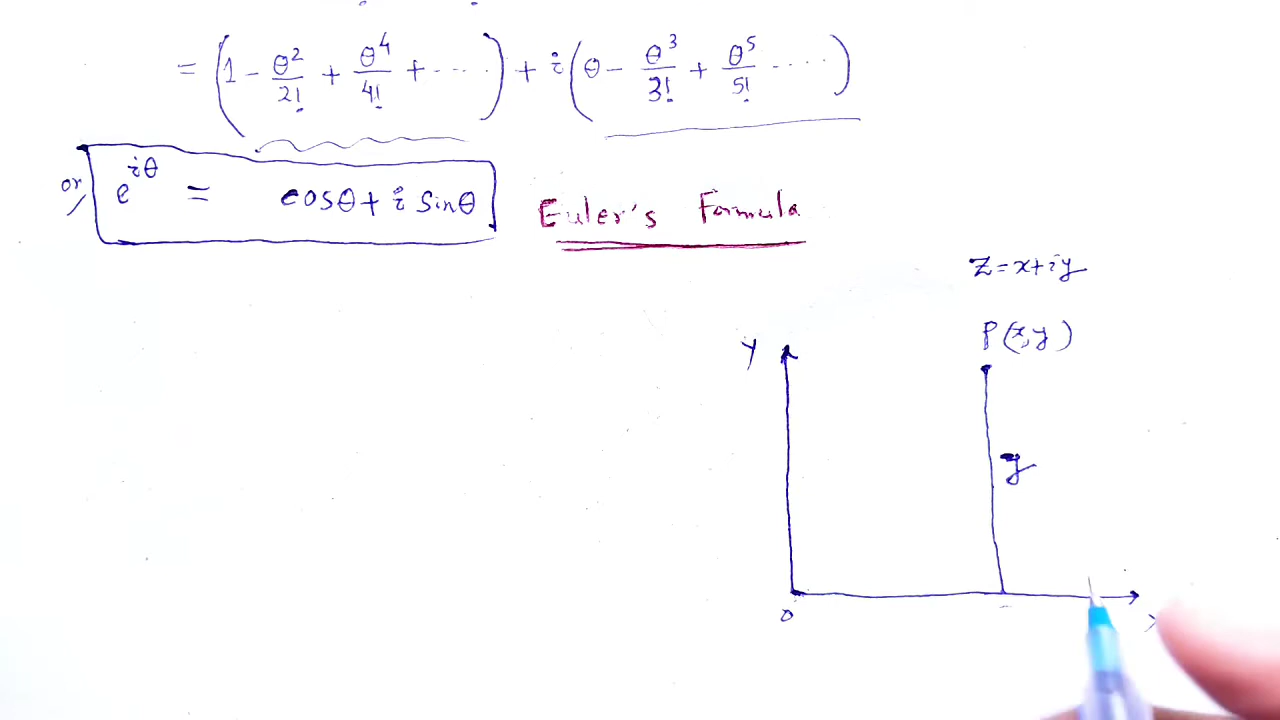 = (1 - θ²/2! + θ⁴/4! + ....) + i(θ - θ³/3! + θ⁵/5! ....)
or, e^{iθ} = cosθ + i sinθ Euler's Formula
Z = x+iy
P(x,y)
Y
y
O
X